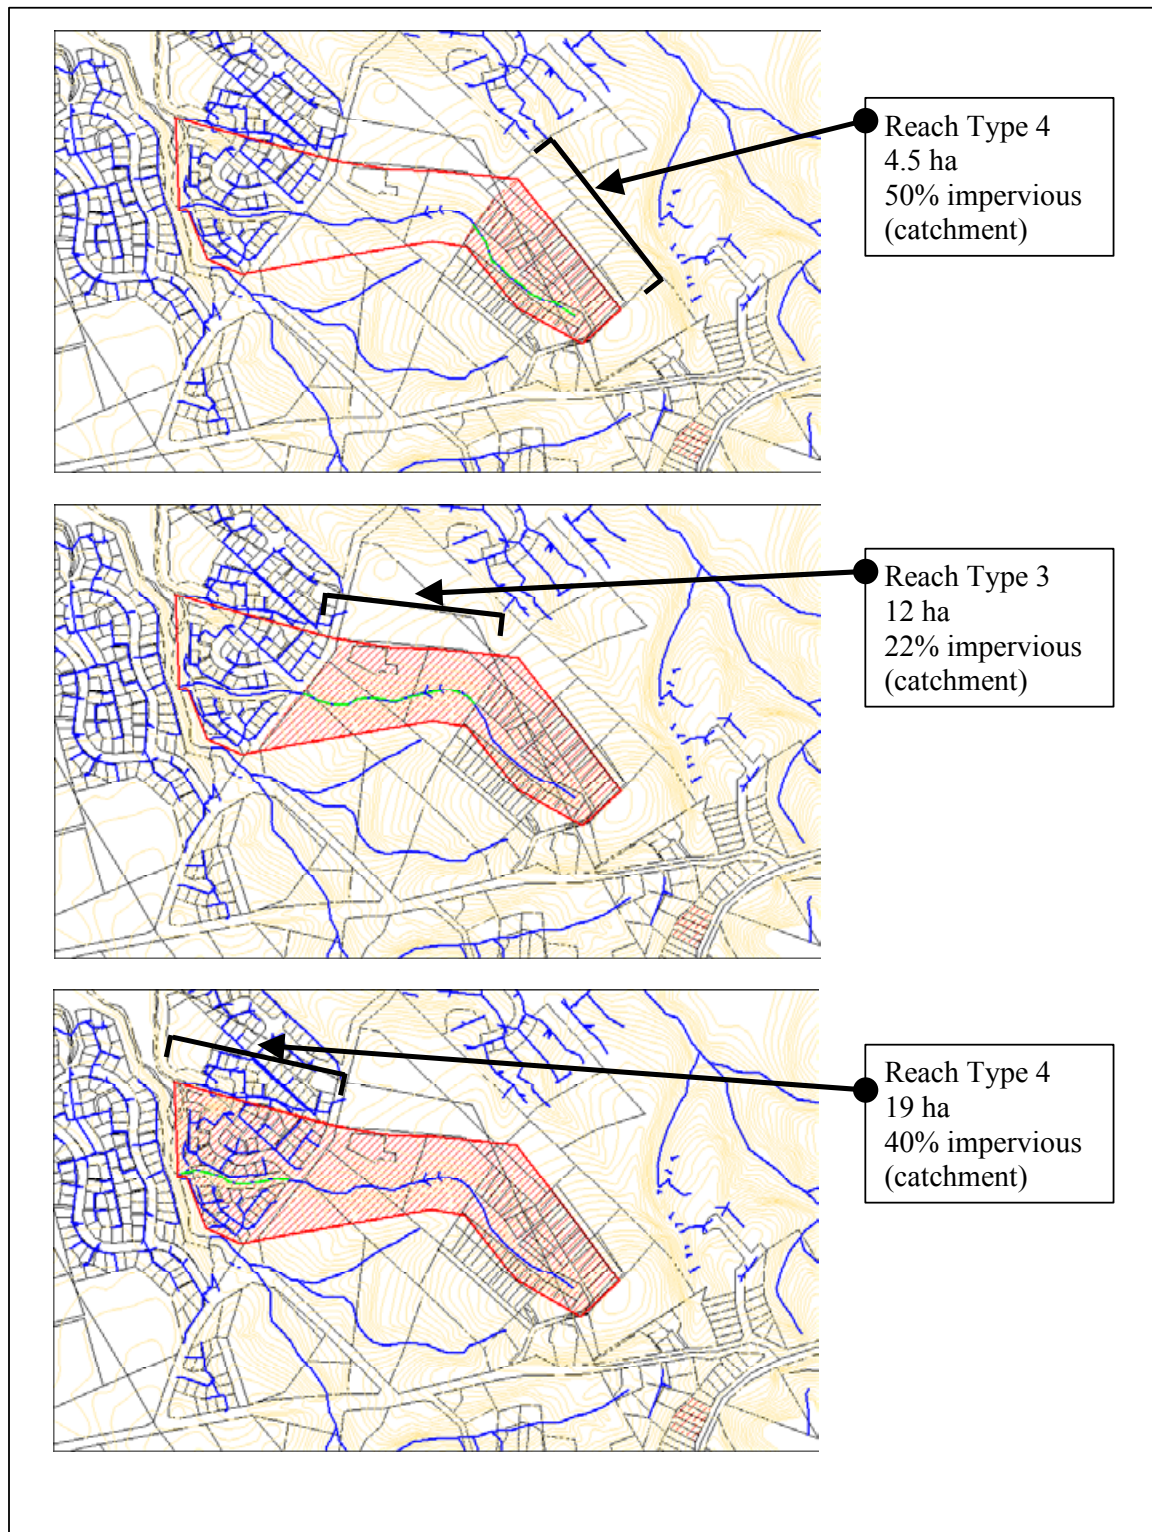 Reach Type 4
4.5 ha
50% impervious
(catchment)
Reach Type 3
12 ha
22% impervious
(catchment)
Reach Type 4
19 ha
40% impervious
(catchment)